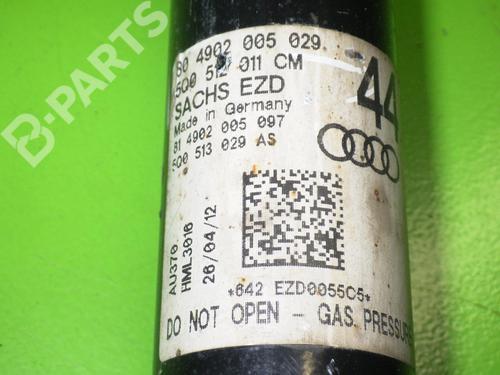 B-PARTS
80 4902 005 029
5Q0 512 011 CM
SACHS EZD
Made in Germany
81 4902 005 097
5Q0 513 029 AS
44
AU370
HML3016
26/04/12
*642 EZD0055C5*
DO NOT OPEN - GAS PRESSURE